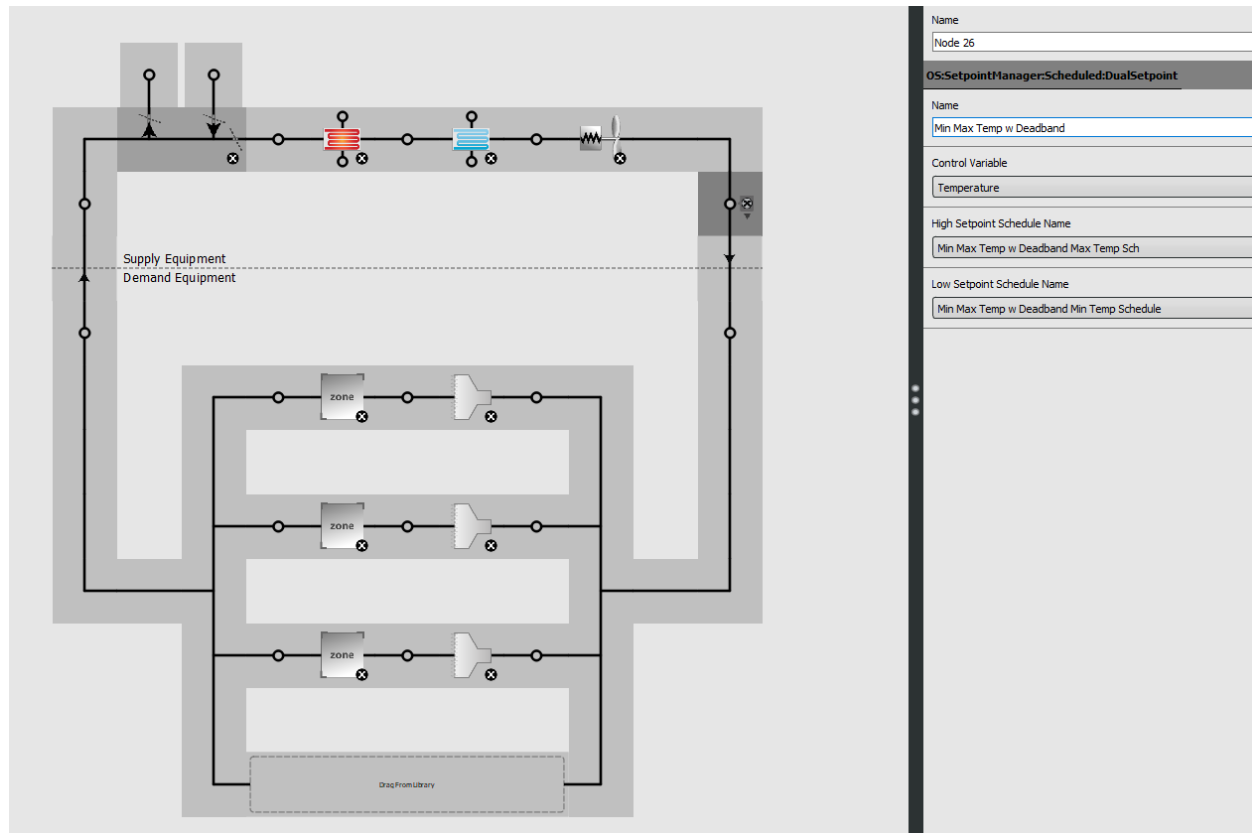 Name
Node 26
OS:SetpointManager:Scheduled:DualSetpoint
Name
Min Max Temp w Deadband
Control Variable
Temperature
High Setpoint Schedule Name
Min Max Temp w Deadband Max Temp Sch
Low Setpoint Schedule Name
Min Max Temp w Deadband Min Temp Schedule
Supply Equipment
Demand Equipment
zone
zone
zone
Drag From Library